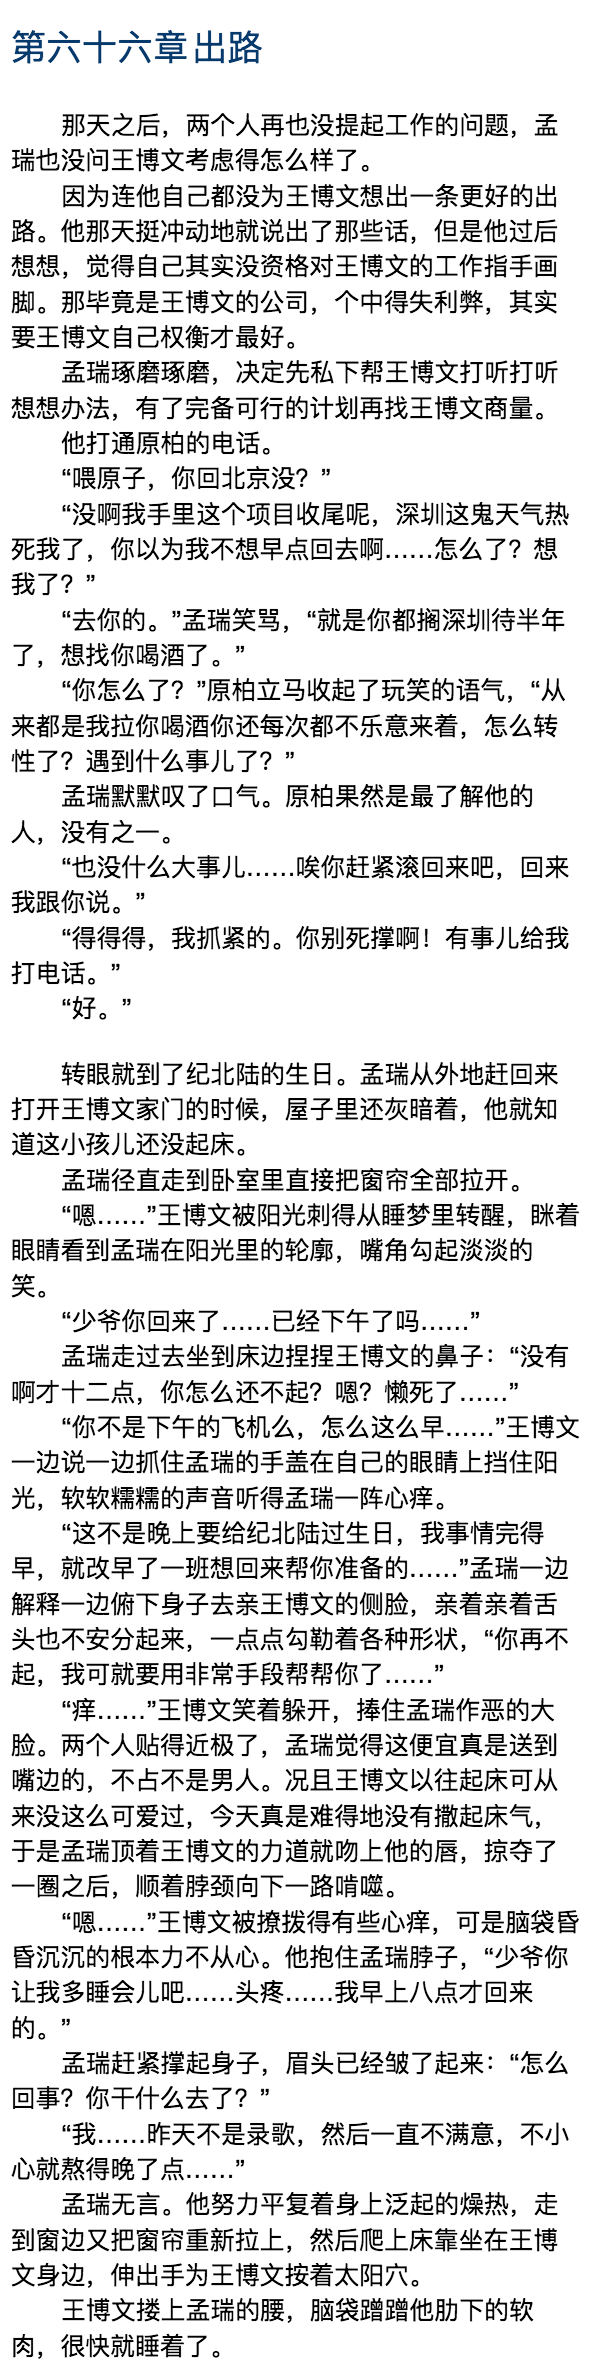 第六十六章 出路
那天之后，两个人再也没提起工作的问题，孟
瑞也没问王博文考虑得怎么样了。
因为连他自己都没为王博文想出一条更好的出
路。他那天挺冲动地就说出了那些话，但是他过后
想想，觉得自己其实没资格对王博文的工作指手画
脚。那毕竟是王博文的公司，个中得失利弊，其实
要王博文自己权衡才最好。
孟瑞琢磨琢磨，决定先私下帮王博文打听打听
想想办法，有了完备可行的计划再找王博文商量。
他打通原柏的电话。
“喂原子，你回北京没？”
“没啊我手里这个项目收尾呢，深圳这鬼天气热
死我了，你以为我不想早点回去啊……怎么了？想
我了？”
“去你的。”孟瑞笑骂，“就是你都搁深圳待半年
了，想找你喝酒了。”
“你怎么了？”原柏立马收起了玩笑的语气，“从
来都是我拉你喝酒你还每次都不乐意来着，怎么转
性了？遇到什么事儿了？”
孟瑞默默叹了口气。原柏果然是最了解他的
人，没有之一。
“也没什么大事儿……唉你赶紧滚回来吧，回来
我跟你说。”
“得得得，我抓紧的。你别死撑啊！有事儿给我
打电话。”
“好。”
转眼就到了纪北陆的生日。孟瑞从外地赶回来
打开王博文家门的时候，屋子里还灰暗着，他就知
道这小孩儿还没起床。
孟瑞径直走到卧室里直接把窗帘全部拉开。
“嗯……”王博文被阳光刺得从睡梦里转醒，眯着
眼睛看到孟瑞在阳光里的轮廓，嘴角勾起淡淡的
笑。
“少爷你回来了……已经下午了吗……”
孟瑞走过去坐到床边捏捏王博文的鼻子：“没有
啊才十二点，你怎么还不起？嗯？懒死了……”
“你不是下午的飞机么，怎么这么早……”王博文
一边说一边抓住孟瑞的手盖在自己的眼睛上挡住阳
光，软软糯糯的声音听得孟瑞一阵心痒。
“这不是晚上要给纪北陆过生日，我事情完得
早，就改早了一班想回来帮你准备的……”孟瑞一边
解释一边俯下身子去亲王博文的侧脸，亲着亲着舌
头也不安分起来，一点点勾勒着各种形状，“你再不
起，我可就要用非常手段帮帮你了……”
“痒……”王博文笑着躲开，捧住孟瑞作恶的大
脸。两个人贴得近极了，孟瑞觉得这便宜真是送到
嘴边的，不占不是男人。况且王博文以往起床可从
来没这么可爱过，今天真是难得地没有撒起床气，
于是孟瑞顶着王博文的力道就吻上他的唇，掠夺了
一圈之后，顺着脖颈向下一路啃噬。
“嗯……”王博文被撩拨得有些心痒，可是脑袋昏
昏沉沉的根本力不从心。他抱住孟瑞脖子，“少爷你
让我多睡会儿吧……头疼……我早上八点才回来
的。”
孟瑞赶紧撑起身子，眉头已经皱了起来：“怎么
回事？你干什么去了？”
“我……昨天不是录歌，然后一直不满意，不小
心就熬得晚了点……”
孟瑞无言。他努力平复着身上泛起的燥热，走
到窗边又把窗帘重新拉上，然后爬上床靠坐在王博
文身边，伸出手为王博文按着太阳穴。
王博文搂上孟瑞的腰，脑袋蹭蹭他肋下的软
肉，很快就睡着了。